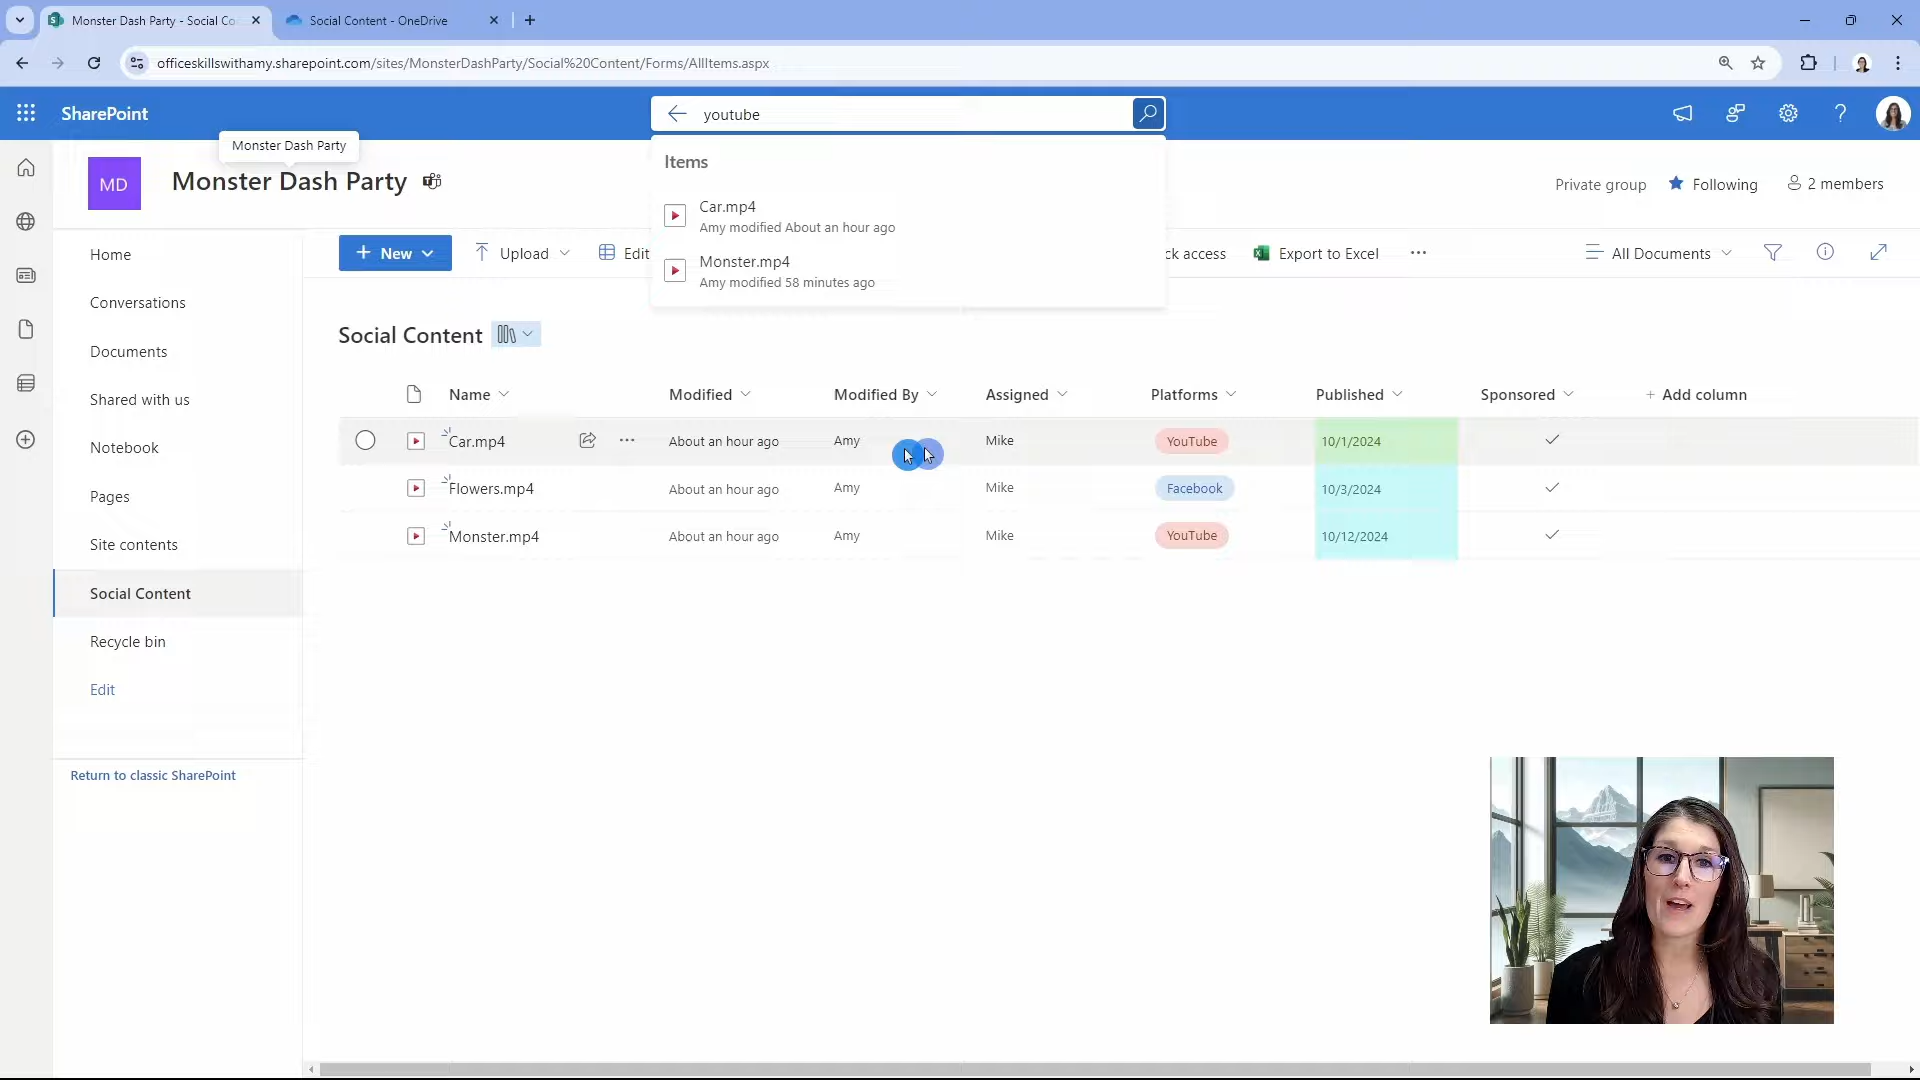 Monster Dash Party - Social Co
Social Content - OneDrive
officeskillswithamy.sharepoint.com/sites/MonsterDashParty/Social%20Content/Forms/AllItems.aspx
SharePoint
youtube
Monster Dash Party
MD
Monster Dash Party
Private group
Following
2 members
Items
Car.mp4
Amy modified About an hour ago
Monster.mp4
Amy modified 58 minutes ago
Home
Conversations
Documents
Shared with us
Notebook
Pages
Site contents
Social Content
Recycle bin
Edit
Return to classic SharePoint
+ New
Upload
Edit
ck access
Export to Excel
All Documents
Social Content
Name Modified Modified By Assigned Platforms Published Sponsored + Add column
Car.mp4 About an hour ago Amy Mike YouTube 10/1/2024
Flowers.mp4 About an hour ago Amy Mike Facebook 10/3/2024
Monster.mp4 About an hour ago Amy Mike YouTube 10/12/2024